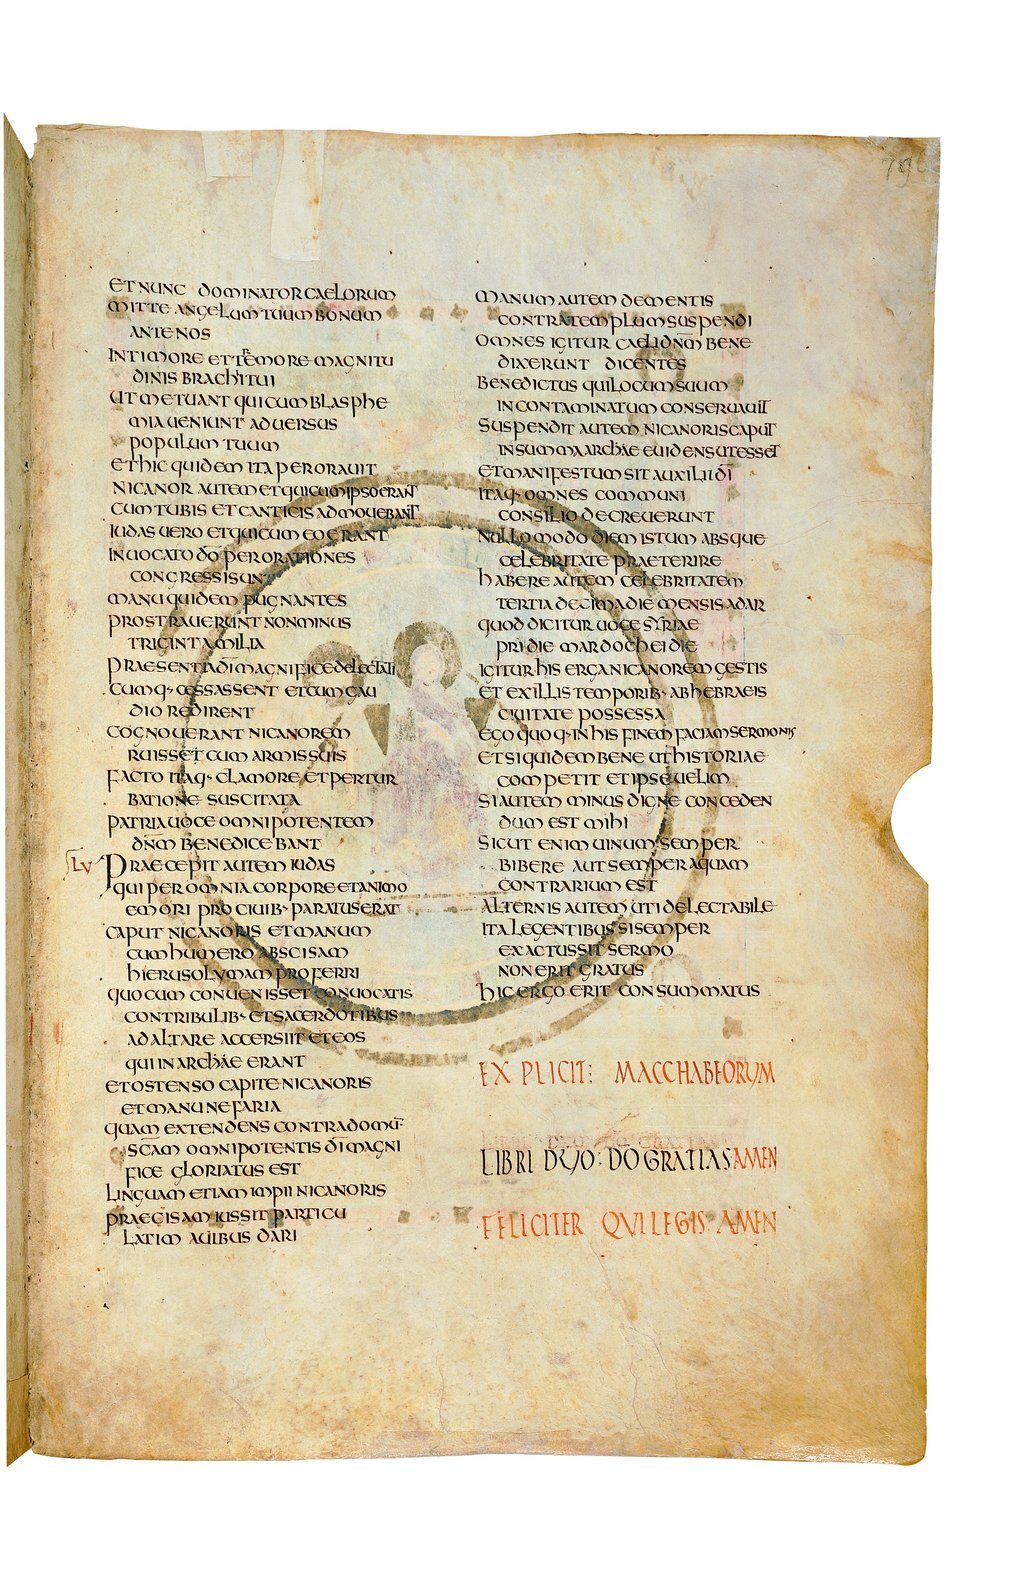 796
ET NUNC DOMINATOR CAELORUM
MITTE ANGELUM TUUM BONUM
ANTE NOS
IN TIMORE ET TREMORE MAGNITU
DINIS BRACHI TUI
UT METUANT QUI CUM BLASPHE
MIA UENIUNT ADUERSUS
POPULUM TUUM
ET HIC QUIDEM ITA PERORAUIT
NICANOR AUTEM ET QUI CUM IPSO ERANT
CUM TUBIS ET CANTICIS ADMOUEBANT
IUDAS UERO ET QUI CUM EO ERANT
INUOCATO DŌ PER ORATIONES
CONGRESSI SUNT
MANU QUIDEM PUGNANTES
PROSTRAUERUNT NON MINUS
TRIGINTA MILIA
PRAESENTIA DĪ MAGNIFICE DELECTATI
CUMQ· CESSASSENT ET CUM GAU
DIO REDIRENT
COGNOUERANT NICANOREM
RUISSE CUM ARMIS SUIS
FACTO ITAQ· CLAMORE ET PERTUR
BATIONE SUSCITATA
PATRIA UOCE OMNIPOTENTEM
DN̄M BENEDICEBANT
LV PRAECEPIT AUTEM IUDAS
QUI PER OMNIA CORPORE ET ANIMO
EMORI PRO CIUIB· PARATUS ERAT
CAPUT NICANORIS ET MANUM
CUM HUMERO ABSCISAM
HIERUSOLYMAM PROFERRI
QUO CUM CONUENISSET CONUOCATIS
CONTRIBULIB· ET SACERDOTIBUS
AD ALTARE ACCERSIIT ET EOS
QUI IN ARCHAE ERANT
ET OSTENSO CAPITE NICANORIS
ET MANU NEFARIA
QUAM EXTENDENS CONTRA DOMŪ
SCAM OMNIPOTENTIS DĪ MAGNI
FICE GLORIATUS EST
LINGUAM ETIAM IMPII NICANORIS
PRAECISAM IUSSIT PARTICU
LATIM AUIBUS DARI
MANUM AUTEM DEMENTIS
CONTRA TEMPLUM SUSPENDI
OMNES IGITUR CAELI DN̄M BENE
DIXERUNT DICENTES
BENEDICTUS QUI LOCUM SUUM
INCONTAMINATUM CONSERUAUIT
SUSPENDIT AUTEM NICANORIS CAPUT
IN SUMMA ARCHAE EUIDENS UT ESSET
ET MANIFESTUM SIT AUXILII DĪ
ITAQ· OMNES COMMUNI
CONSILIO DECREUERUNT
NULLO MODO DIEM ISTUM ABSQUE
CELEBRITATE PRAETERIRE
HABERE AUTEM CELEBRITATEM
TERTIA DECIMA DIE MENSIS ADAR
QUOD DICITUR UOCE SYRIAE
PRIDIE MARDOCHEI DIE
IGITUR HIS ERGA NICANOREM GESTIS
ET EX ILLIS TEMPORIB· AB HEBRAEIS
CIUITATE POSSESSA
EGO QUOQ· IN HIS FINEM FACIAM SERMONIS
ET SI QUIDEM BENE UT HISTORIAE
COMPETIT ET IPSE UELIM
SI AUTEM MINUS DIGNE CONCEDEN
DUM EST MIHI
SICUT ENIM UINUM SEMPER
BIBERE AUT SEMPER AQUAM
CONTRARIUM EST
ALTERNIS AUTEM UTI DELECTABILE
ITA LEGENTIBUS SI SEMPER
EXACTUS SIT SERMO
NON ERIT GRATUS
HIC ERGO ERIT CONSUMMATUS
EXPLICIT: MACCHABEORUM
LIBRI DUO: DO GRATIAS AMEN
FELICITER QUI LEGIS AMEN